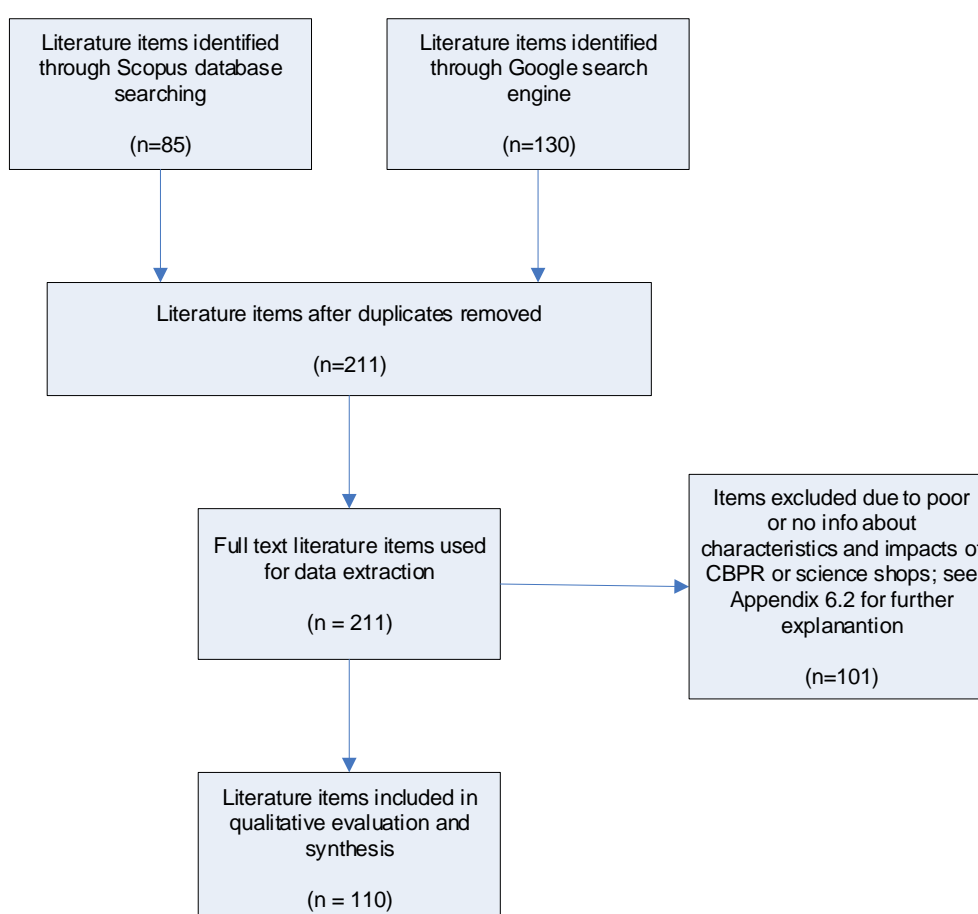 Literature items identified
through Scopus database
searching
(n=85)
Literature items identified
through Google search
engine
(n=130)
Literature items after duplicates removed
(n=211)
Full text literature items used
for data extraction
(n = 211)
Items excluded due to poor
or no info about
characteristics and impacts of
CBPR or science shops; see
Appendix 6.2 for further
explanantion
(n=101)
Literature items included in
qualitative evaluation and
synthesis
(n = 110)